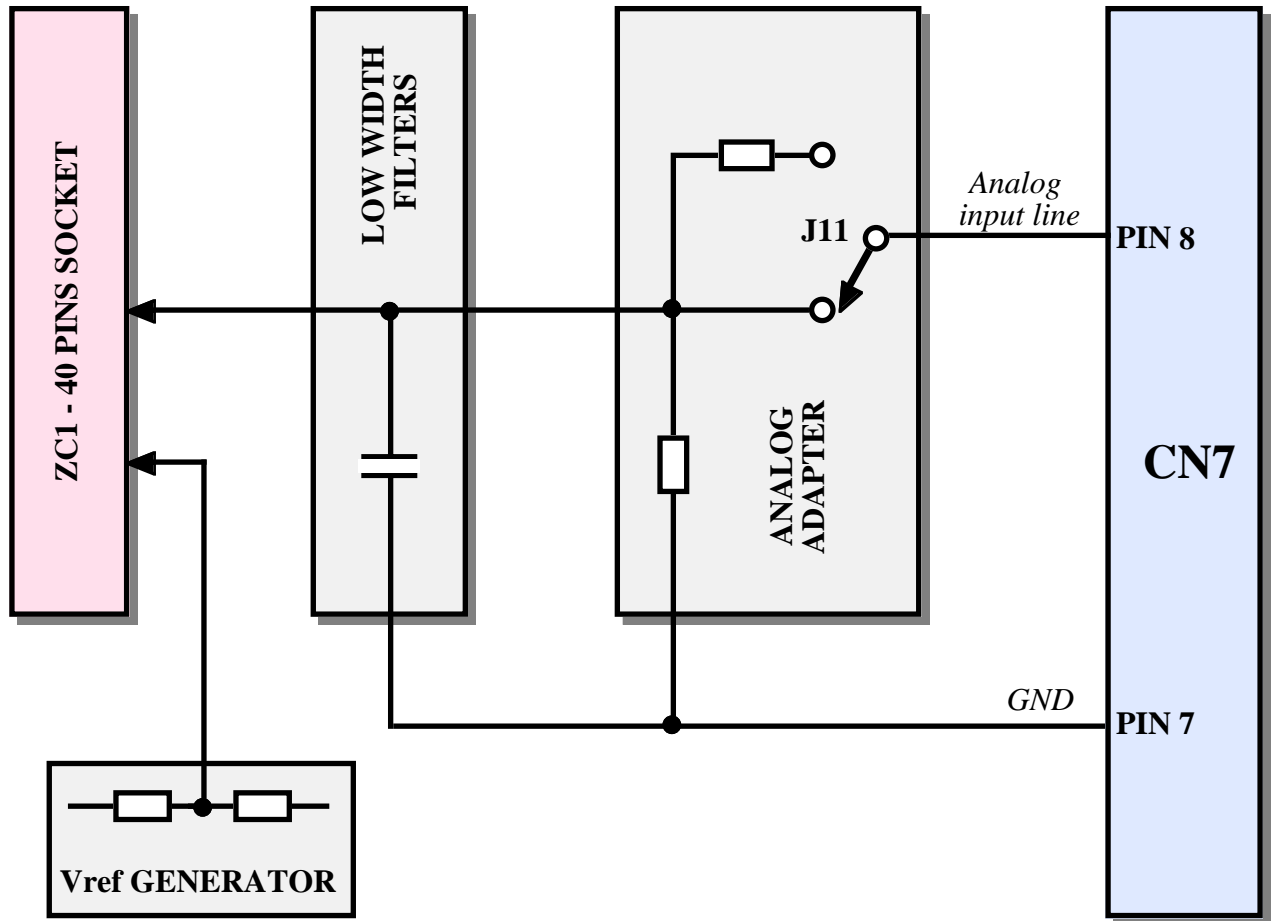 ZC1 - 40 PINS SOCKET
LOW WIDTH
FILTERS
J11
ANALOG
ADAPTER
Analog
input line
PIN 8
CN7
GND
PIN 7
Vref GENERATOR